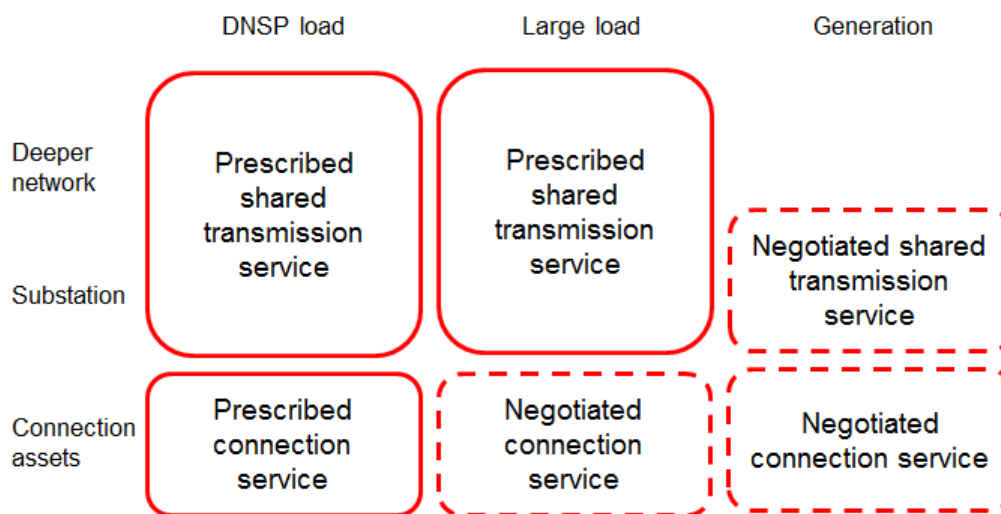 DNSP load
Large load
Generation
Deeper
network
Prescribed
shared
transmission
service
Prescribed
shared
transmission
service
Substation
Negotiated shared
transmission
service
Connection
assets
Prescribed
connection
service
Negotiated
connection
service
Negotiated
connection service